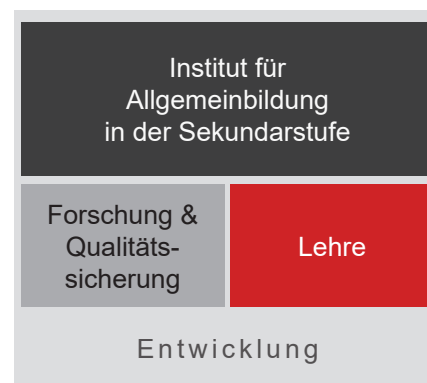 Institut für
Allgemeinbildung
in der Sekundarstufe
Forschung &
Qualitäts-
sicherung
Lehre
Entwicklung